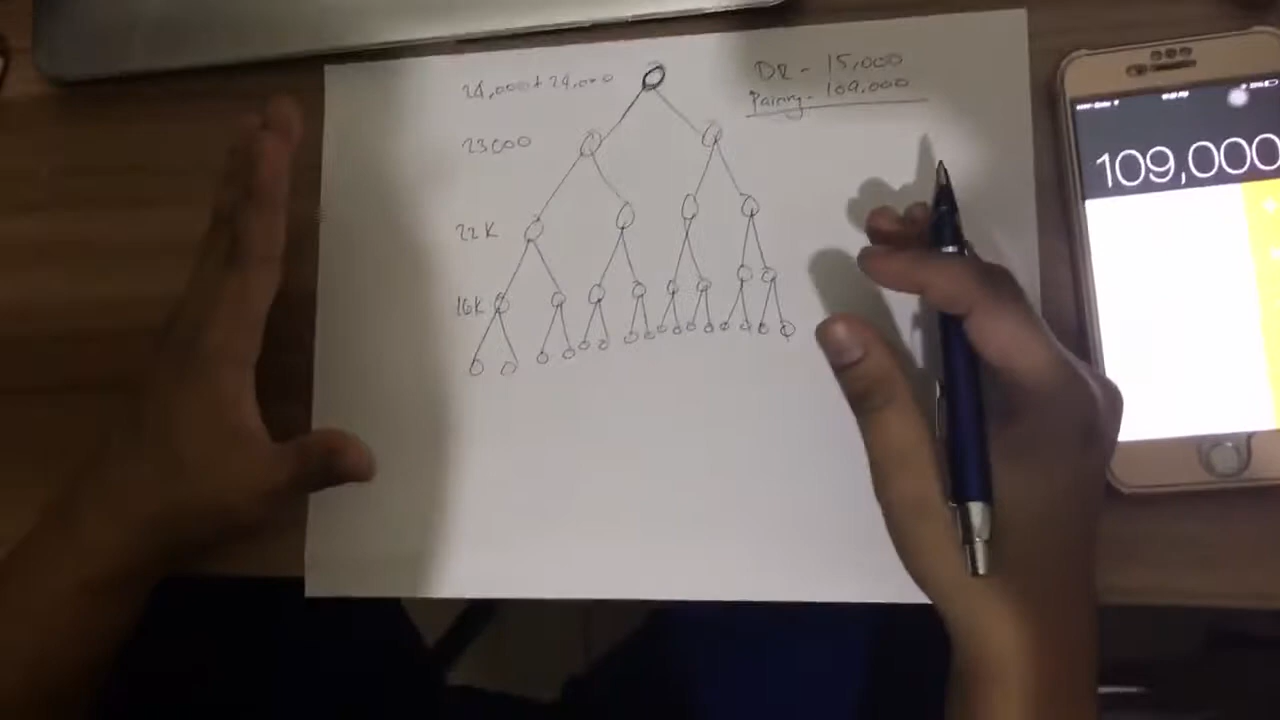 24,000+24,000
DR - 15,000
Pairing - 109,000
23000
22K
16K
109,000